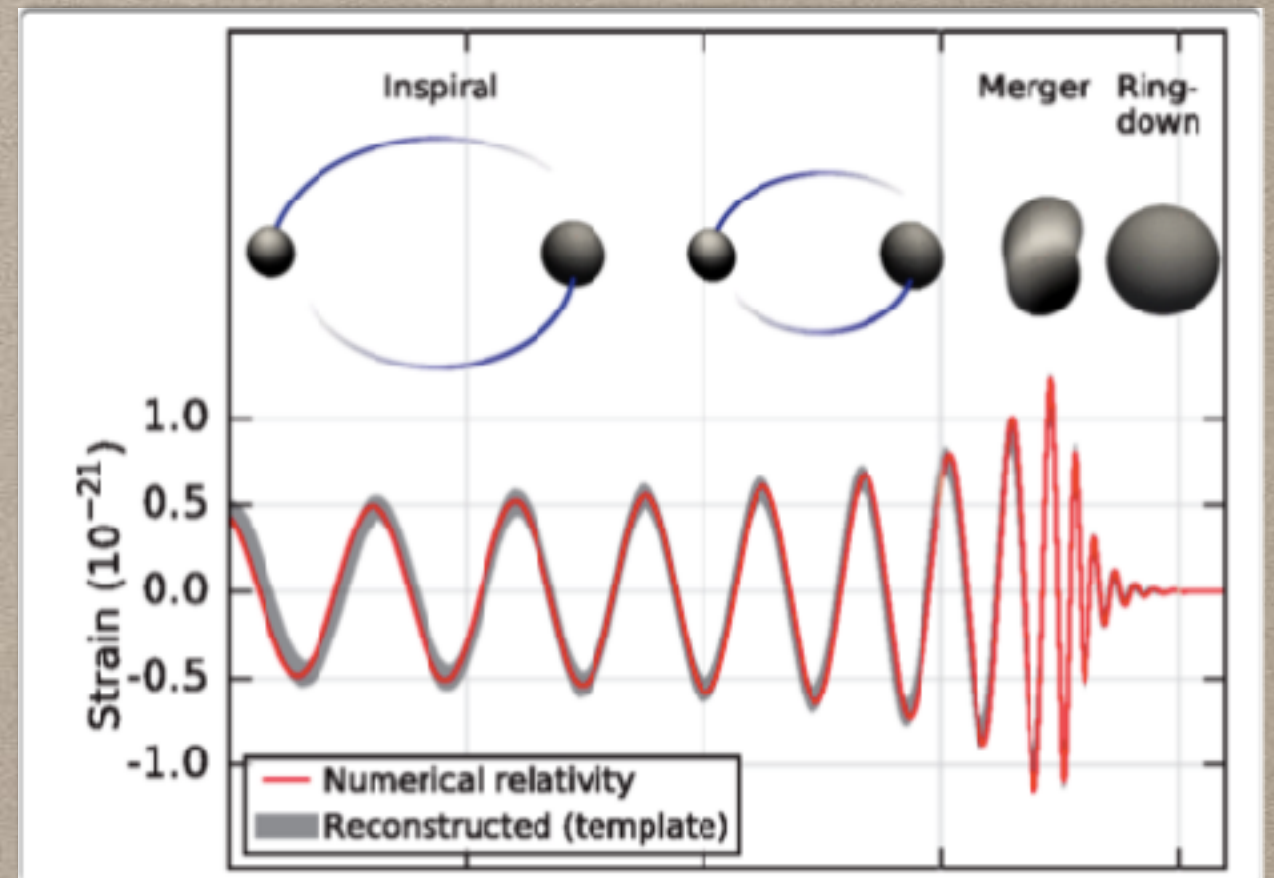 Inspiral
Merger
Ring-
down
1.0
0.5
0.0
-0.5
-1.0
Strain (10⁻²¹)
Numerical relativity
Reconstructed (template)